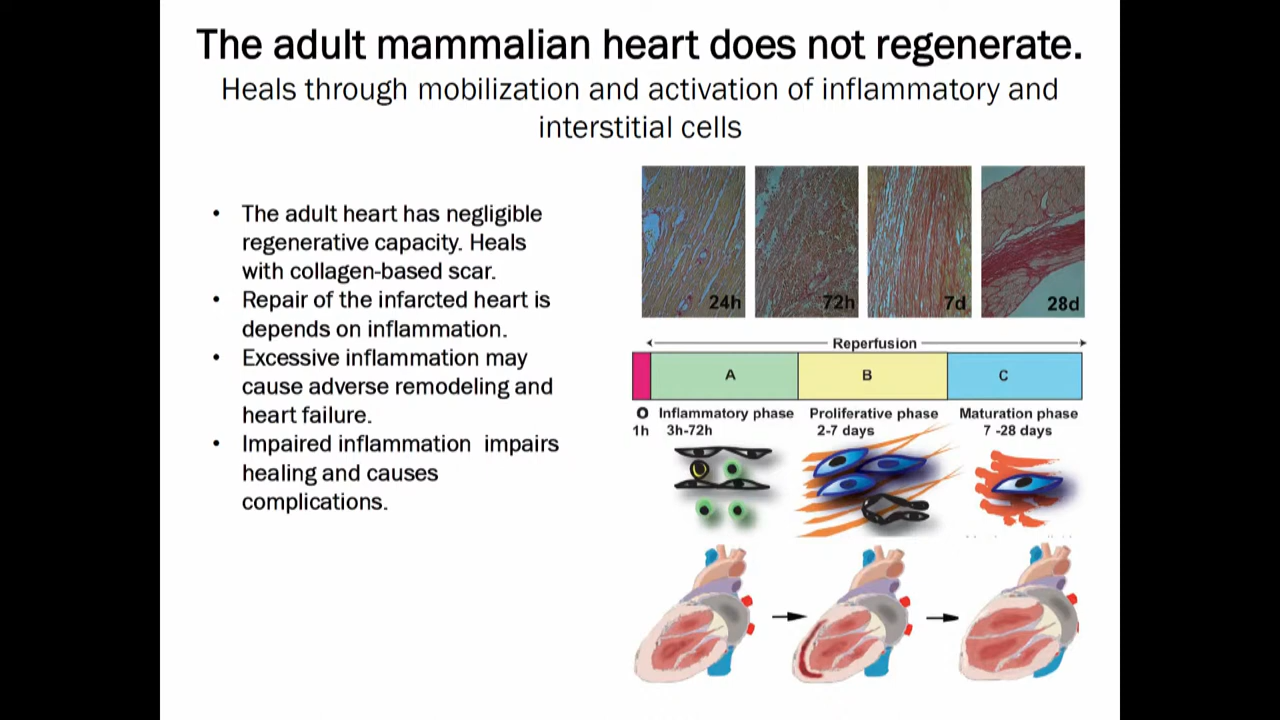 The adult mammalian heart does not regenerate.
Heals through mobilization and activation of inflammatory and
interstitial cells
• The adult heart has negligible
regenerative capacity. Heals
with collagen-based scar.
• Repair of the infarcted heart is
depends on inflammation.
• Excessive inflammation may
cause adverse remodeling and
heart failure.
• Impaired inflammation  impairs
healing and causes
complications.
24h
72h
7d
28d
Reperfusion
A
B
C
O
1h
Inflammatory phase
3h-72h
Proliferative phase
2-7 days
Maturation phase
7 -28 days